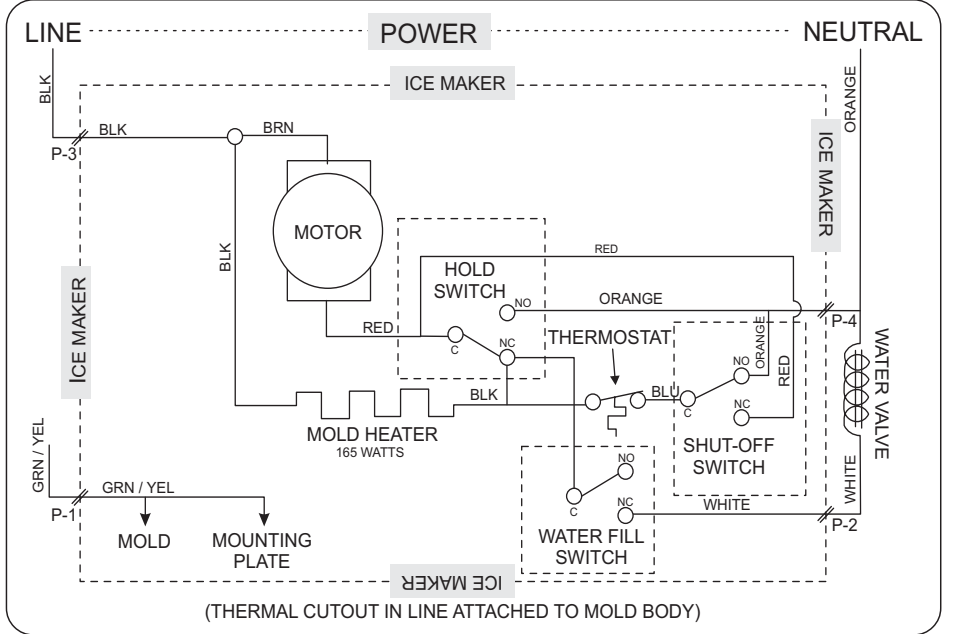 LINE
POWER
NEUTRAL
BLK
ICE MAKER
ORANGE
BLK
BRN
P-3
ICE MAKER
MOTOR
BLK
RED
HOLD
SWITCH
ICE MAKER
NO
ORANGE
P-4
RED
C
NC
THERMOSTAT
NO
ORANGE
RED
WATER VALVE
BLK
BLU
C
NC
MOLD HEATER
165 WATTS
SHUT-OFF
SWITCH
GRN / YEL
NO
WHITE
GRN / YEL
C
NC
WHITE
P-1
P-2
MOLD
MOUNTING
PLATE
WATER FILL
SWITCH
ICE MAKER
(THERMAL CUTOUT IN LINE ATTACHED TO MOLD BODY)